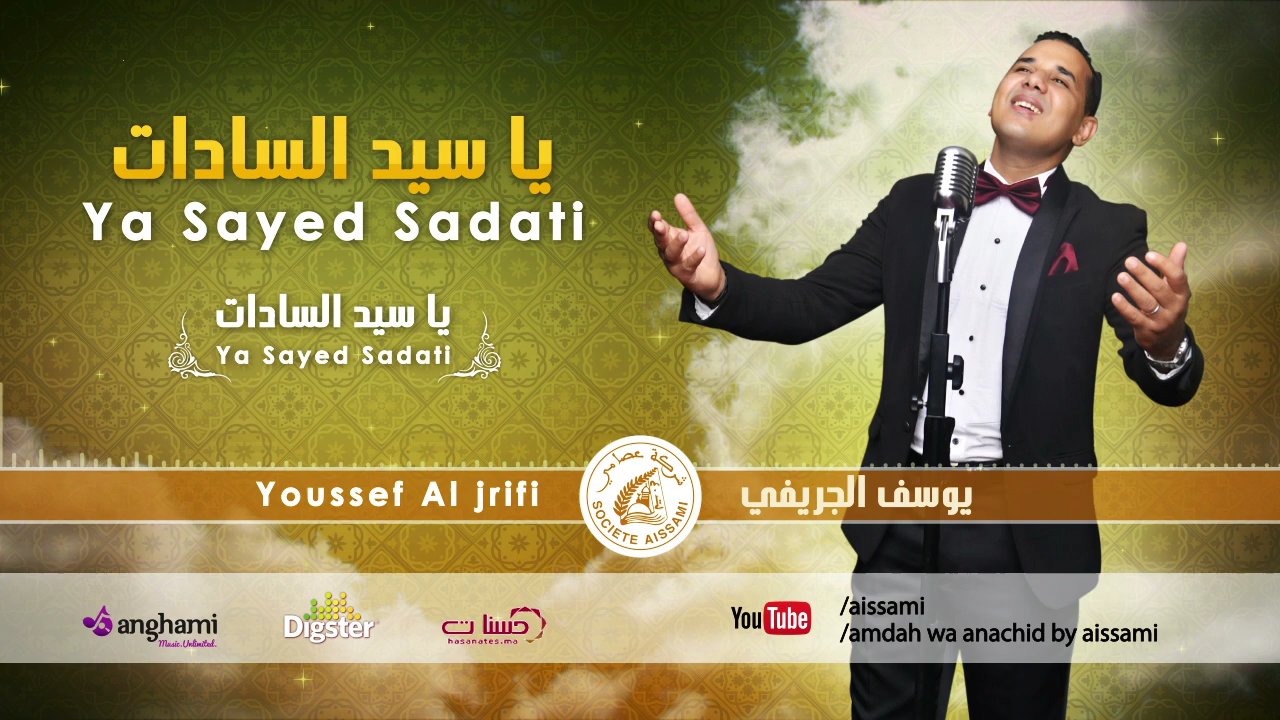 يا سيد السادات
Ya Sayed Sadati
يا سيد السادات
Ya Sayed Sadati
Youssef Al jrifi
شركة عصامي
SOCIETE AISSAMI
يوسف الجريفي
anghami
Music.Unlimited.
Digster
حسنات
hasanates.ma
YouTube
/aissami
/amdah wa anachid by aissami